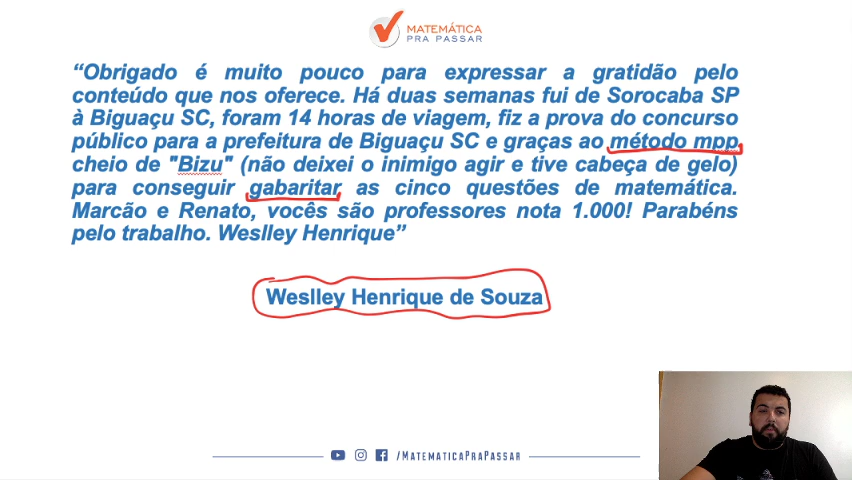 MATEMÁTICA
PRA PASSAR
“Obrigado é muito pouco para expressar a gratidão pelo
conteúdo que nos oferece. Há duas semanas fui de Sorocaba SP
à Biguaçu SC, foram 14 horas de viagem, fiz a prova do concurso
público para a prefeitura de Biguaçu SC e graças ao método mpp
cheio de "Bizu" (não deixei o inimigo agir e tive cabeça de gelo)
para conseguir gabaritar as cinco questões de matemática.
Marcão e Renato, vocês são professores nota 1.000! Parabéns
pelo trabalho. Weslley Henrique”
Weslley Henrique de Souza
/MATEMATICAPRAPASSAR